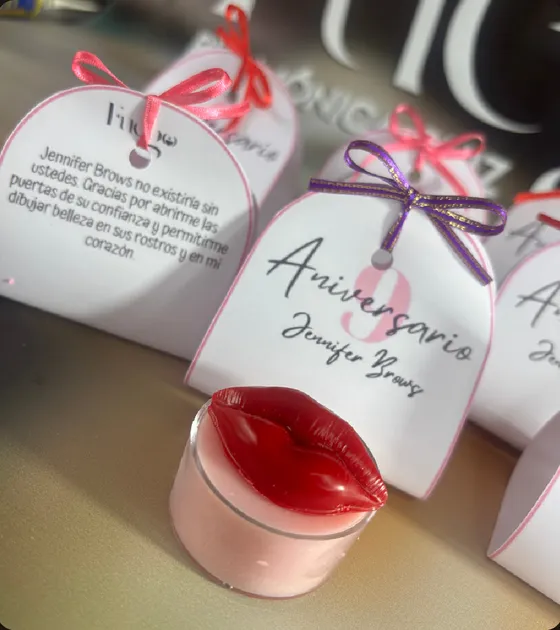 Jennifer Brows no existiría sin
ustedes. Gracias por abrirme las
puertas de su confianza y permitirme
dibujar belleza en sus rostros y en mi
corazón.
9
Aniversario
Jennifer Brows